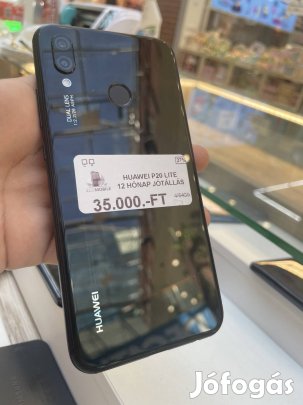 DUAL LENS
HUAWEI P20 LITE
12 HÓNAP JÓTÁLLÁS
35.000.-FT
HUAWEI
Jófogás